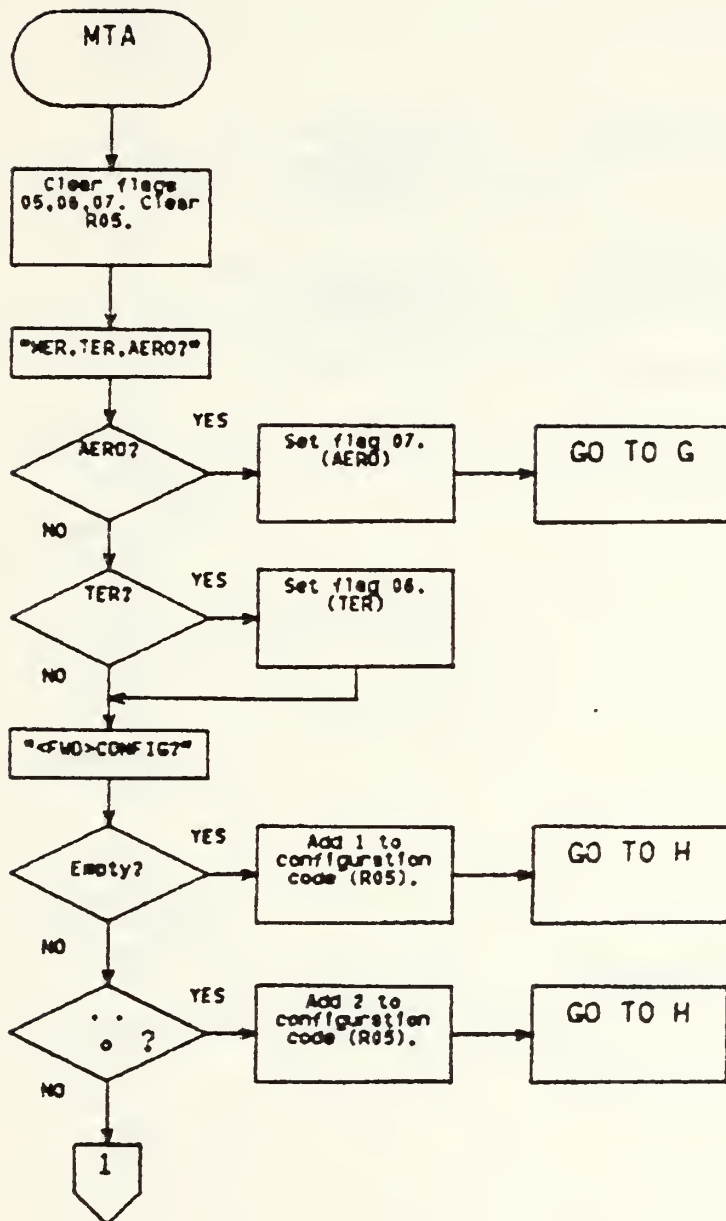 MTA
Clear flags
05,06,07. Clear
R05.
"MER,TER,AERO?"
AERO?
YES
Set flag 07.
(AERO)
GO TO G
NO
TER?
YES
Set flag 06.
(TER)
NO
"<FWD>CONFIG?"
Empty?
YES
Add 1 to
configuration
code (R05).
GO TO H
NO
?
YES
Add 2 to
configuration
code (R05).
GO TO H
NO
1